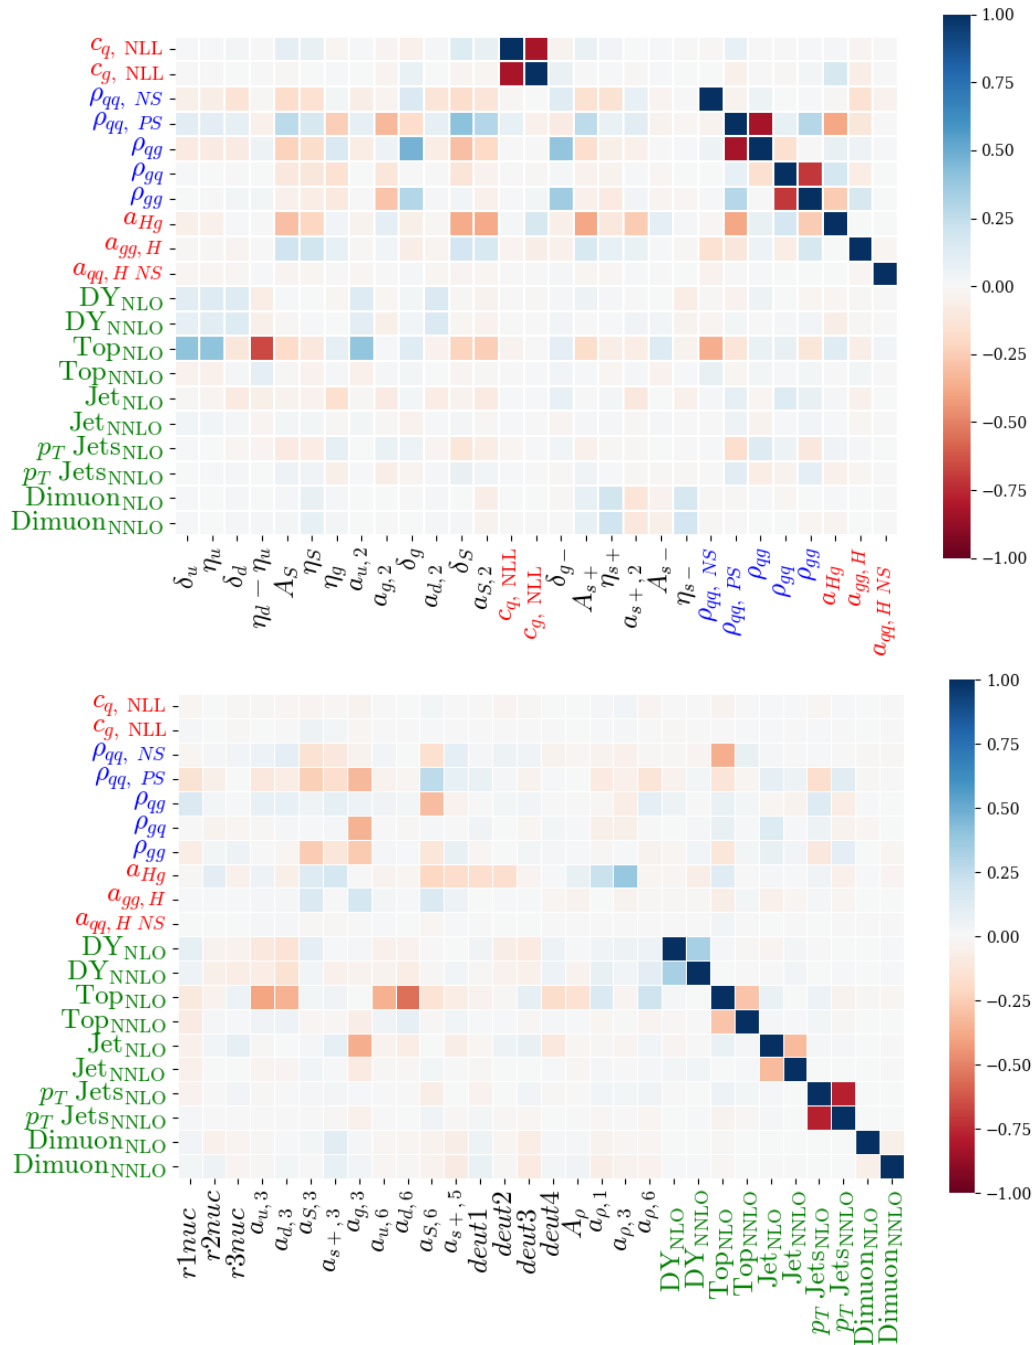 c_{q, NLL}
c_{g, NLL}
ρ_{qq, NS}
ρ_{qq, PS}
ρ_{qg}
ρ_{gq}
ρ_{gg}
a_{Hg}
a_{gg,H}
a_{qq,H NS}
DY_{NLO}
DY_{NNLO}
Top_{NLO}
Top_{NNLO}
Jet_{NLO}
Jet_{NNLO}
p_T Jets_{NLO}
p_T Jets_{NNLO}
Dimuon_{NLO}
Dimuon_{NNLO}
δ_u
η_u
δ_d
η_d − η_u
A_S
η_S
η_g
a_{u,2}
a_{g,2}
δ_g
a_{d,2}
δ_S
a_{S,2}
c_{q, NLL}
c_{g, NLL}
δ_{g−}
A_{s+}
η_{s+}
a_{s+,2}
A_{s−}
η_{s−}
ρ_{qq, NS}
ρ_{qq, PS}
ρ_{qg}
ρ_{gq}
ρ_{gg}
a_{Hg}
a_{gg,H}
a_{qq,H NS}
1.00
0.75
0.50
0.25
0.00
−0.25
−0.50
−0.75
−1.00
c_{q, NLL}
c_{g, NLL}
ρ_{qq, NS}
ρ_{qq, PS}
ρ_{qg}
ρ_{gq}
ρ_{gg}
a_{Hg}
a_{gg,H}
a_{qq,H NS}
DY_{NLO}
DY_{NNLO}
Top_{NLO}
Top_{NNLO}
Jet_{NLO}
Jet_{NNLO}
p_T Jets_{NLO}
p_T Jets_{NNLO}
Dimuon_{NLO}
Dimuon_{NNLO}
r1nuc
r2nuc
r3nuc
a_{u,3}
a_{d,3}
a_{S,3}
a_{s+,3}
a_{g,3}
a_{u,6}
a_{d,6}
a_{S,6}
a_{s+,5}
deut1
deut2
deut3
deut4
A_ρ
a_{ρ,1}
a_{ρ,3}
a_{ρ,6}
DY_{NLO}
DY_{NNLO}
Top_{NLO}
Top_{NNLO}
Jet_{NLO}
Jet_{NNLO}
p_T Jets_{NLO}
p_T Jets_{NNLO}
Dimuon_{NLO}
Dimuon_{NNLO}
1.00
0.75
0.50
0.25
0.00
−0.25
−0.50
−0.75
−1.00